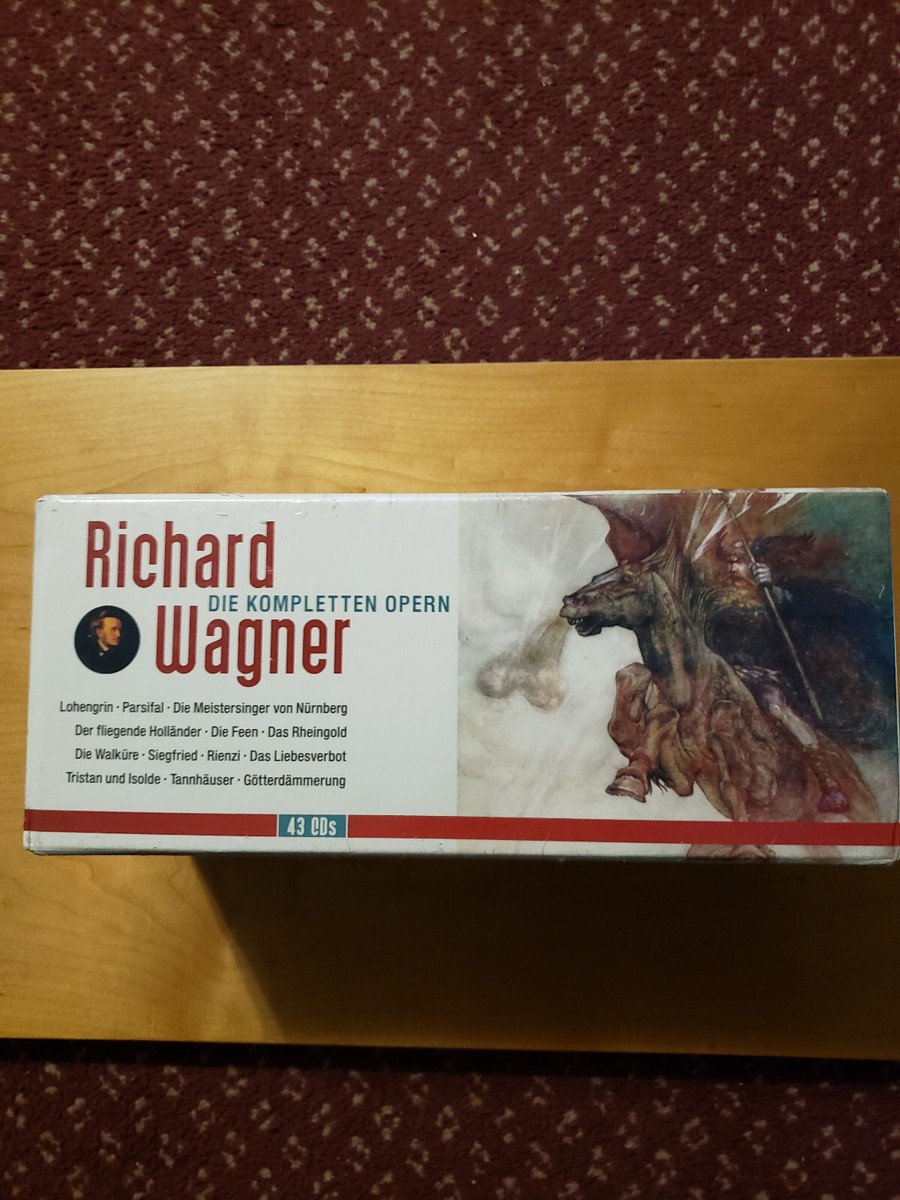 Richard
DIE KOMPLETTEN OPERN
Wagner
Lohengrin · Parsifal · Die Meistersinger von Nürnberg
Der fliegende Holländer · Die Feen · Das Rheingold
Die Walküre · Siegfried · Rienzi · Das Liebesverbot
Tristan und Isolde · Tannhäuser · Götterdämmerung
43 CDs